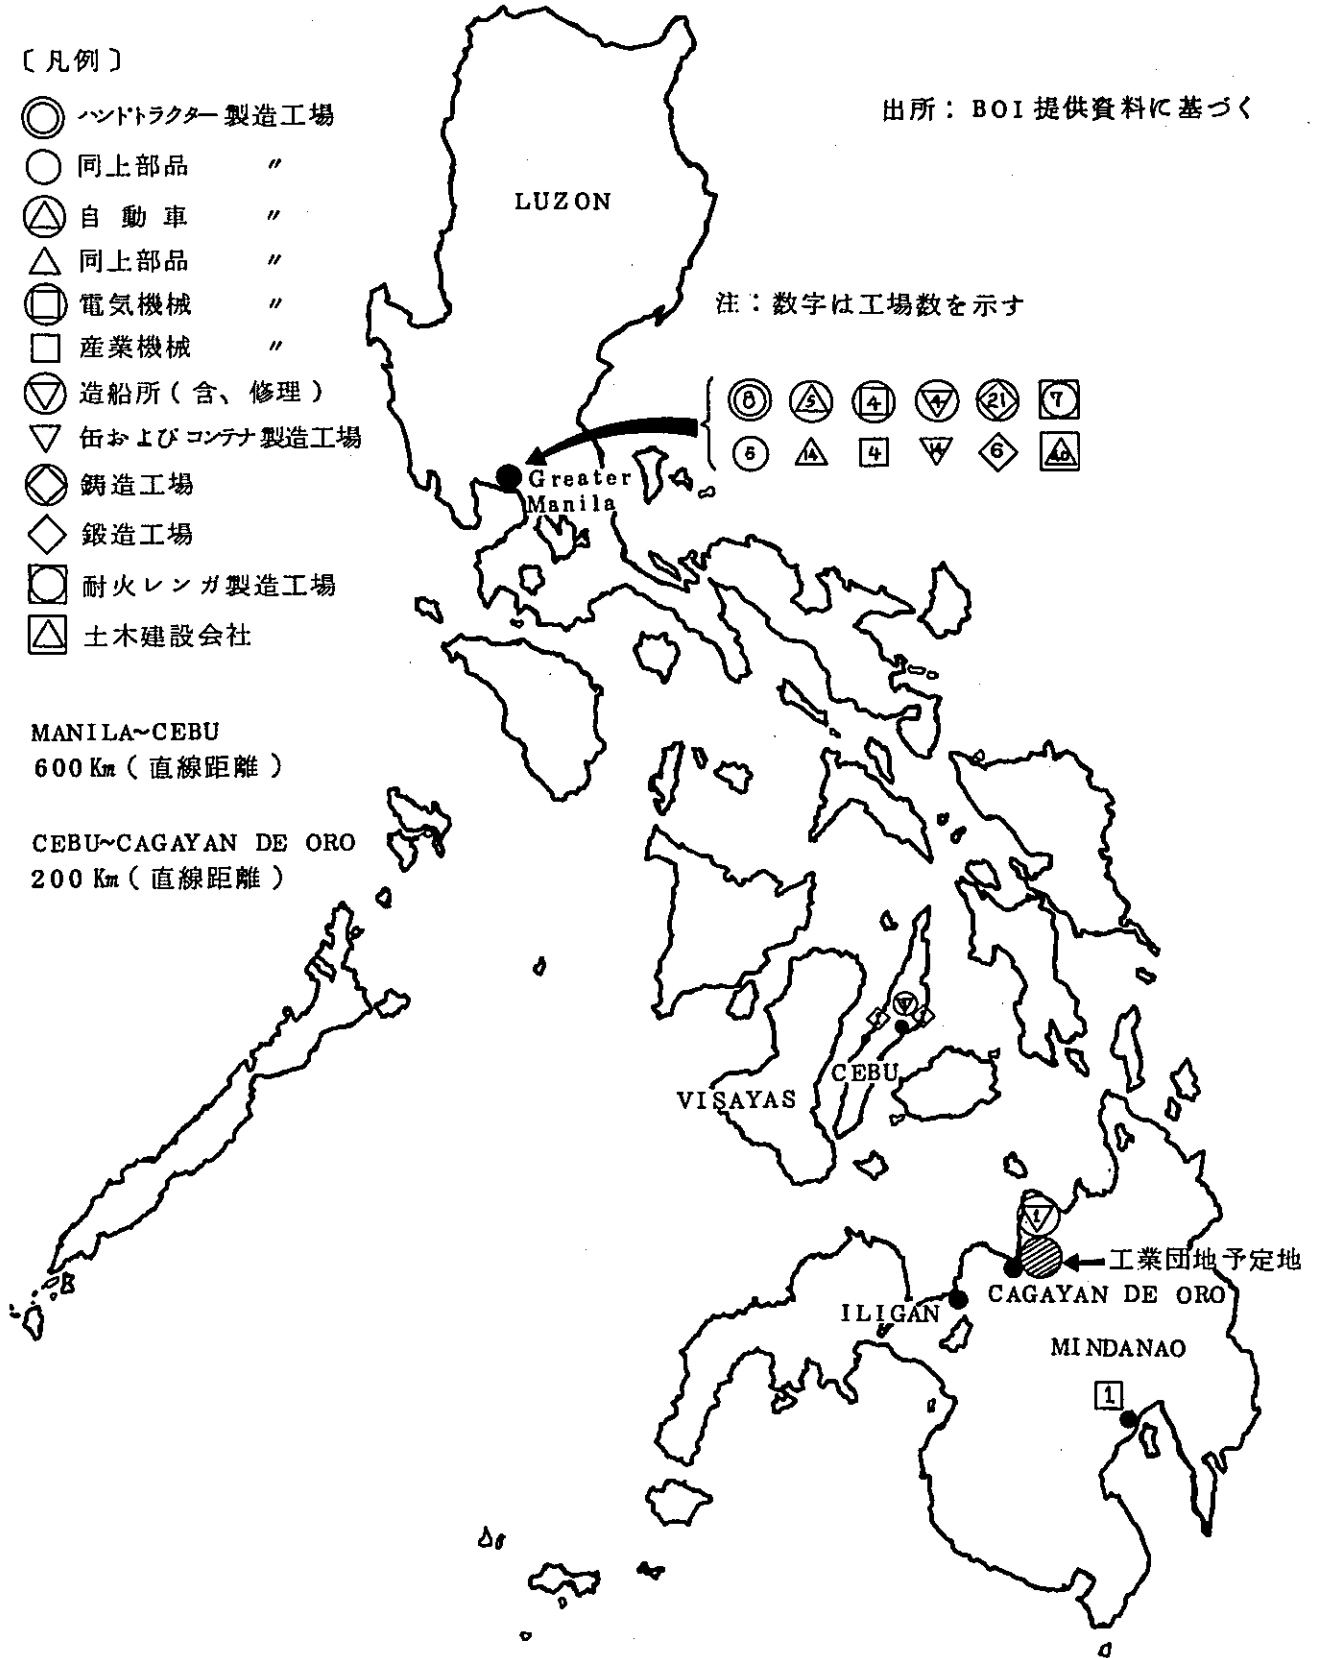 〔凡例〕
ハンドトラクター製造工場
同上部品 〃
自動車 〃
同上部品 〃
電気機械 〃
産業機械 〃
造船所(含、修理)
缶およびコンテナ製造工場
鋳造工場
鍛造工場
耐火レンガ製造工場
土木建設会社
出所：BOI提供資料に基づく
LUZON
注：数字は工場数を示す
8 5 4 4 21 7
14 4 14 6 40
Greater
Manila
MANILA~CEBU
600Km(直線距離)
CEBU~CAGAYAN DE ORO
200Km(直線距離)
CEBU
VISAYAS
1
工業団地予定地
CAGAYAN DE ORO
ILIGAN
MINDANAO
1